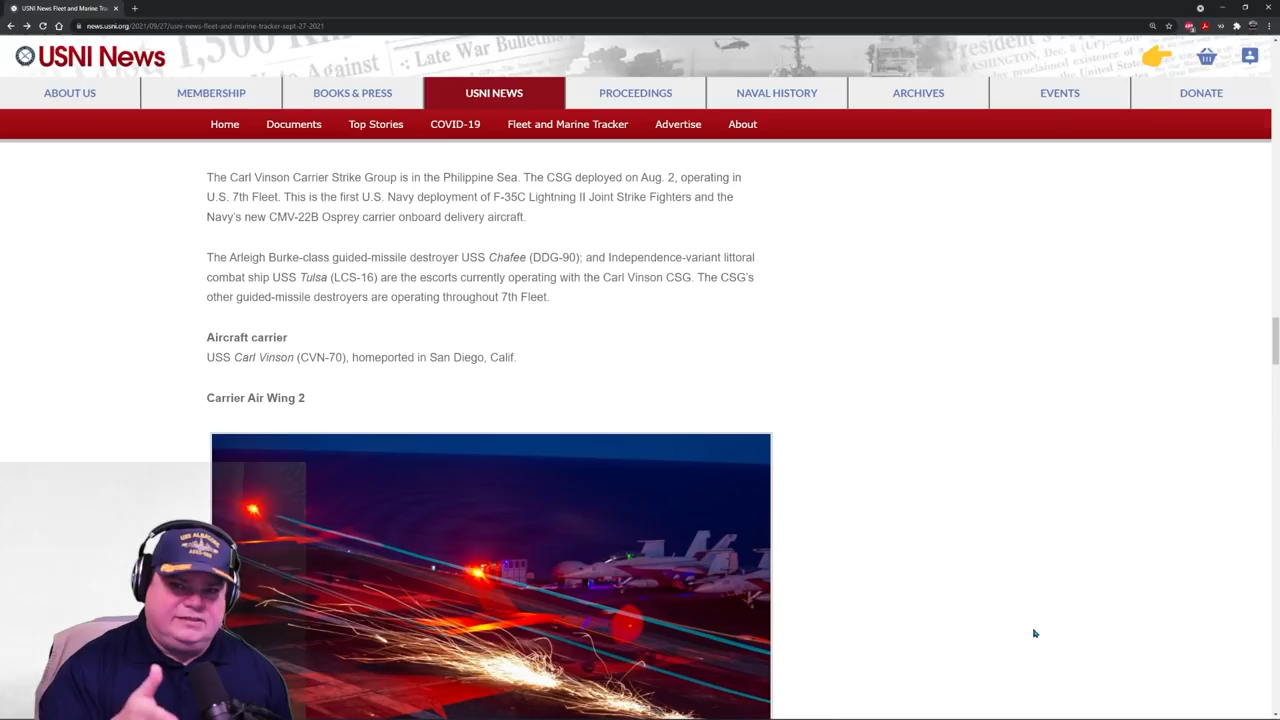 USNI News Fleet and Marine Tra
news.usni.org/2021/09/27/usni-news-fleet-and-marine-tracker-sept-27-2021
USNI News
Late War Bulletin
Against
President's
ABOUT US
MEMBERSHIP
BOOKS & PRESS
USNI NEWS
PROCEEDINGS
NAVAL HISTORY
ARCHIVES
EVENTS
DONATE
Home
Documents
Top Stories
COVID-19
Fleet and Marine Tracker
Advertise
About
The Carl Vinson Carrier Strike Group is in the Philippine Sea. The CSG deployed on Aug. 2, operating in
U.S. 7th Fleet. This is the first U.S. Navy deployment of F-35C Lightning II Joint Strike Fighters and the
Navy's new CMV-22B Osprey carrier onboard delivery aircraft.
The Arleigh Burke-class guided-missile destroyer USS Chafee (DDG-90); and Independence-variant littoral
combat ship USS Tulsa (LCS-16) are the escorts currently operating with the Carl Vinson CSG. The CSG's
other guided-missile destroyers are operating throughout 7th Fleet.
Aircraft carrier
USS Carl Vinson (CVN-70), homeported in San Diego, Calif.
Carrier Air Wing 2
USS ALBACORE